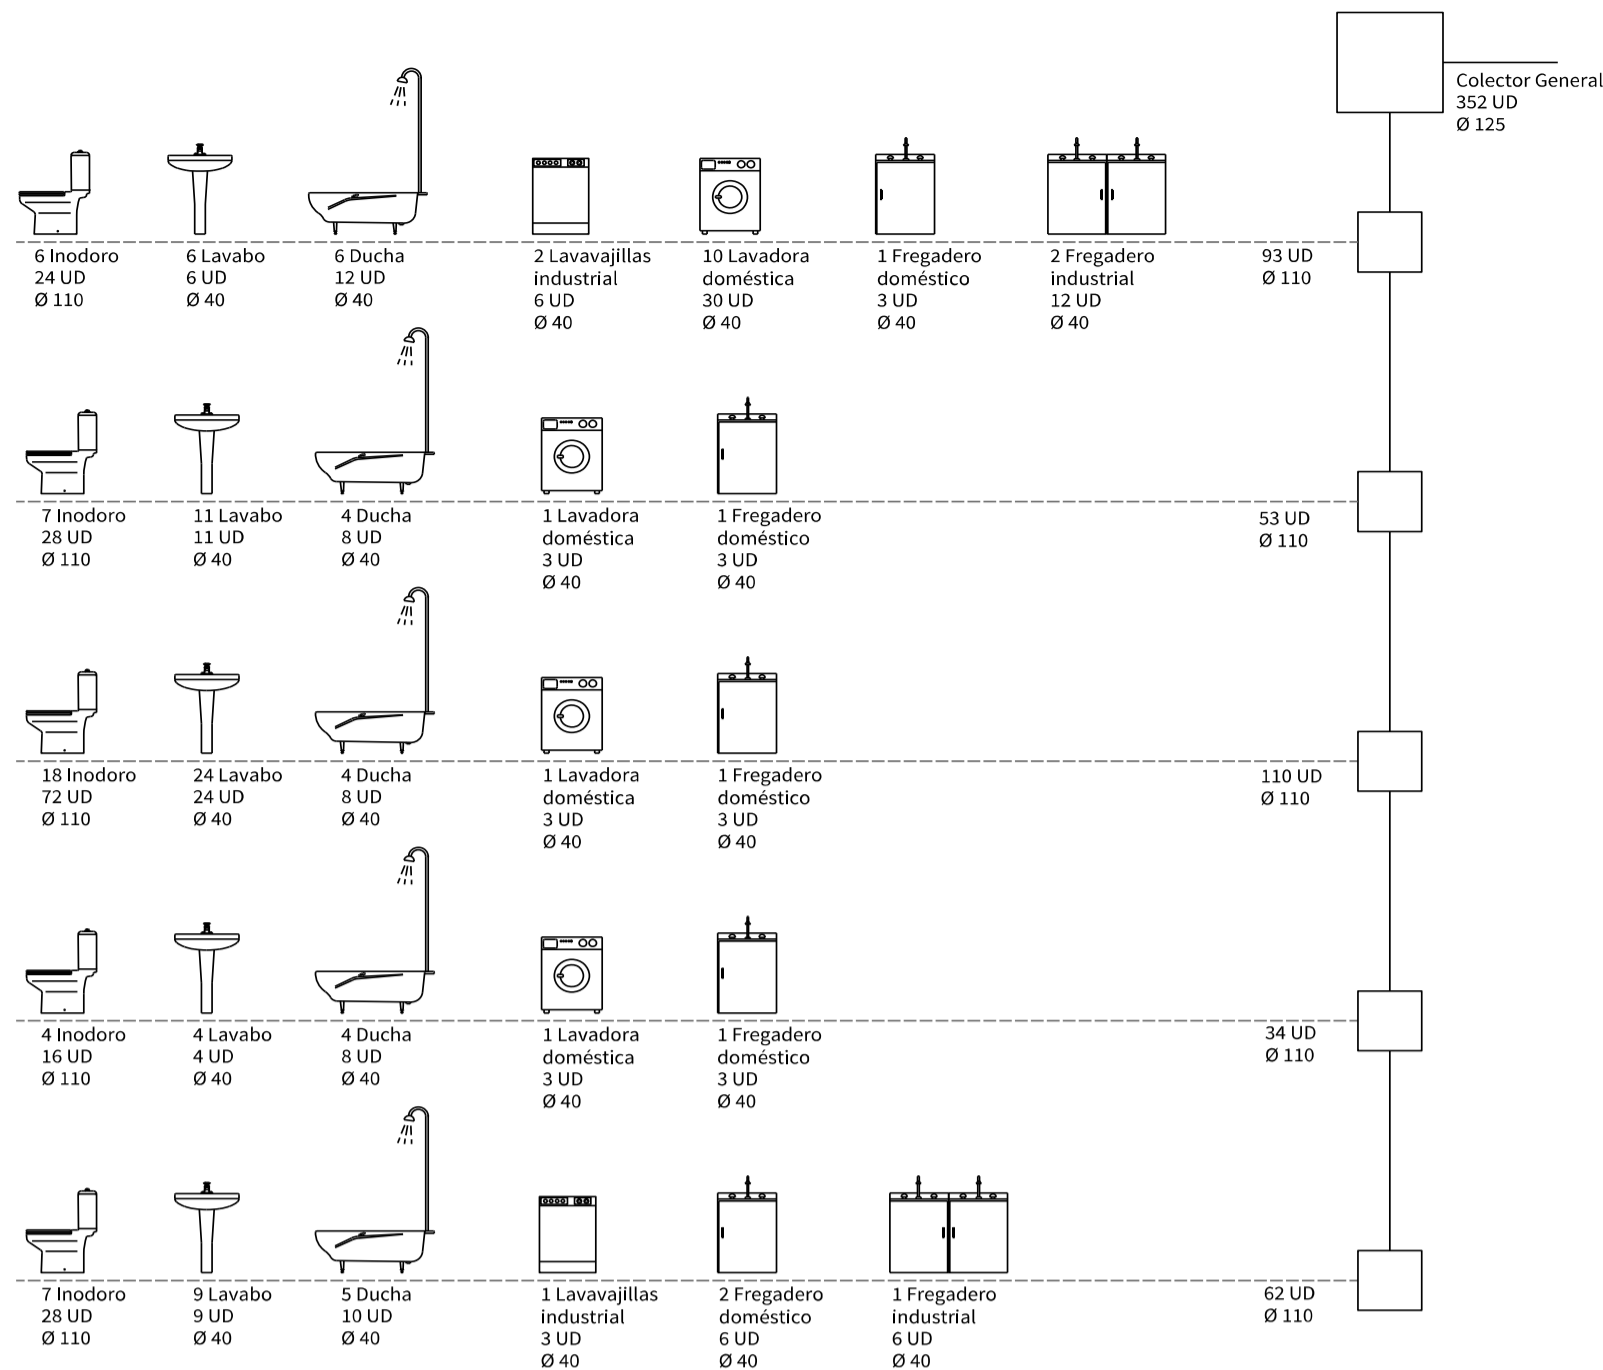 Colector General
352 UD
Ø 125
6 Inodoro
24 UD
Ø 110
6 Lavabo
6 UD
Ø 40
6 Ducha
12 UD
Ø 40
2 Lavavajillas
industrial
6 UD
Ø 40
10 Lavadora
doméstica
30 UD
Ø 40
1 Fregadero
doméstico
3 UD
Ø 40
2 Fregadero
industrial
12 UD
Ø 40
93 UD
Ø 110
7 Inodoro
28 UD
Ø 110
11 Lavabo
11 UD
Ø 40
4 Ducha
8 UD
Ø 40
1 Lavadora
doméstica
3 UD
Ø 40
1 Fregadero
doméstico
3 UD
Ø 40
53 UD
Ø 110
18 Inodoro
72 UD
Ø 110
24 Lavabo
24 UD
Ø 40
4 Ducha
8 UD
Ø 40
1 Lavadora
doméstica
3 UD
Ø 40
1 Fregadero
doméstico
3 UD
Ø 40
110 UD
Ø 110
4 Inodoro
16 UD
Ø 110
4 Lavabo
4 UD
Ø 40
4 Ducha
8 UD
Ø 40
1 Lavadora
doméstica
3 UD
Ø 40
1 Fregadero
doméstico
3 UD
Ø 40
34 UD
Ø 110
7 Inodoro
28 UD
Ø 110
9 Lavabo
9 UD
Ø 40
5 Ducha
10 UD
Ø 40
1 Lavavajillas
industrial
3 UD
Ø 40
2 Fregadero
doméstico
6 UD
Ø 40
1 Fregadero
industrial
6 UD
Ø 40
62 UD
Ø 110